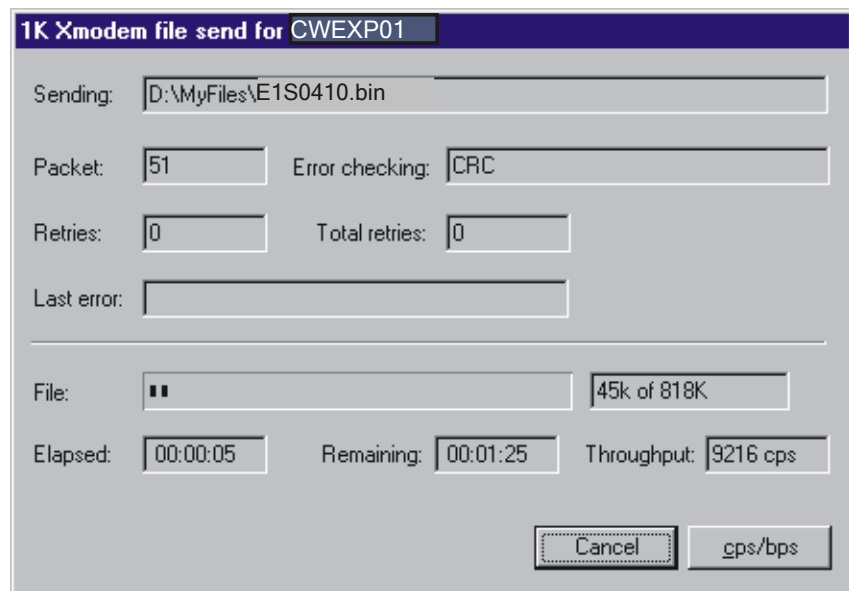 1K Xmodem file send for CWEXP01
Sending: D:\MyFiles\E1S0410.bin
Packet: 51 Error checking: CRC
Retries: 0 Total retries: 0
Last error:
File: 45k of 818K
Elapsed: 00:00:05 Remaining: 00:01:25 Throughput: 9216 cps
Cancel cps/bps